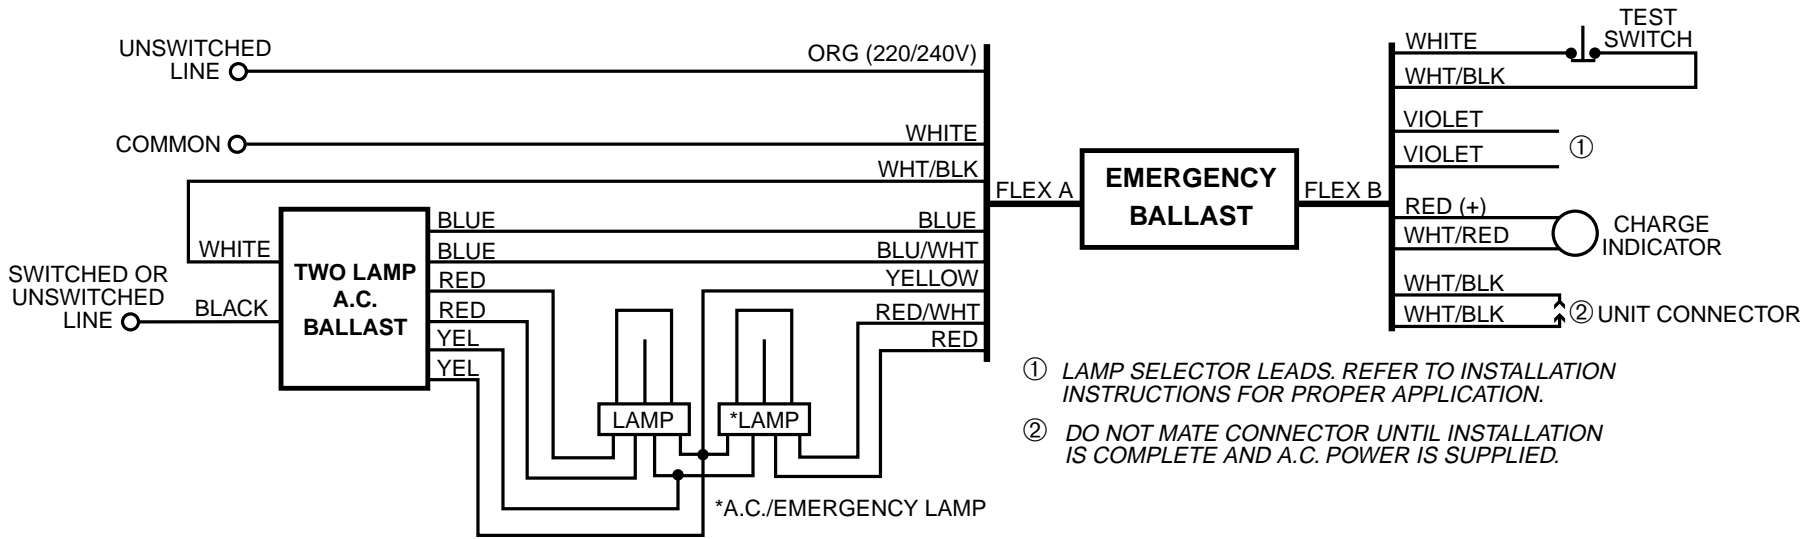 UNSWITCHED
LINE
ORG (220/240V)
COMMON
WHITE
WHT/BLK
WHITE
SWITCHED OR
UNSWITCHED
LINE
BLACK
TWO LAMP
A.C.
BALLAST
BLUE
BLUE
RED
RED
YEL
YEL
BLUE
BLU/WHT
YELLOW
RED/WHT
RED
LAMP
*LAMP
*A.C./EMERGENCY LAMP
FLEX A
EMERGENCY
BALLAST
FLEX B
WHITE
WHT/BLK
TEST
SWITCH
VIOLET
VIOLET
①
RED (+)
WHT/RED
CHARGE
INDICATOR
WHT/BLK
WHT/BLK
② UNIT CONNECTOR
① LAMP SELECTOR LEADS. REFER TO INSTALLATION
INSTRUCTIONS FOR PROPER APPLICATION.
② DO NOT MATE CONNECTOR UNTIL INSTALLATION
IS COMPLETE AND A.C. POWER IS SUPPLIED.